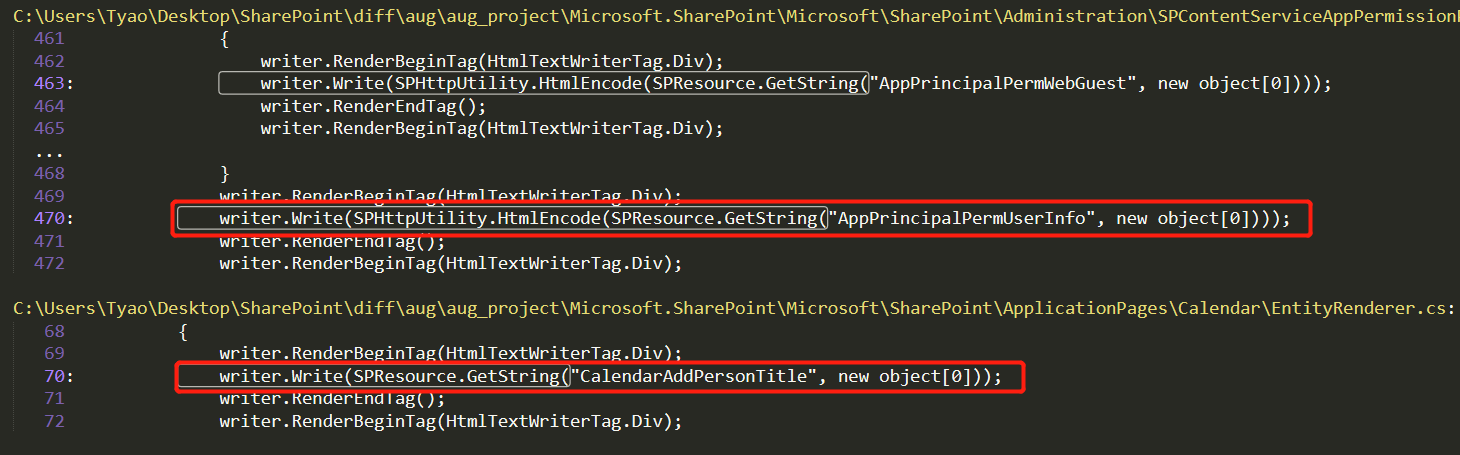 C:\Users\Tyao\Desktop\SharePoint\diff\aug\aug_project\Microsoft.SharePoint\Microsoft\SharePoint\Administration\SPContentServiceAppPermission
461 {
462 writer.RenderBeginTag(HtmlTextWriterTag.Div);
463: writer.Write(SPHttpUtility.HtmlEncode(SPResource.GetString("AppPrincipalPermWebGuest", new object[0])));
464 writer.RenderEndTag();
465 writer.RenderBeginTag(HtmlTextWriterTag.Div);
...
468 }
469 writer.RenderBeginTag(HtmlTextWriterTag.Div);
470: writer.Write(SPHttpUtility.HtmlEncode(SPResource.GetString("AppPrincipalPermUserInfo", new object[0])));
471 writer.RenderEndTag();
472 writer.RenderBeginTag(HtmlTextWriterTag.Div);
C:\Users\Tyao\Desktop\SharePoint\diff\aug\aug_project\Microsoft.SharePoint\Microsoft\SharePoint\ApplicationPages\Calendar\EntityRenderer.cs:
68 {
69 writer.RenderBeginTag(HtmlTextWriterTag.Div);
70: writer.Write(SPResource.GetString("CalendarAddPersonTitle", new object[0]));
71 writer.RenderEndTag();
72 writer.RenderBeginTag(HtmlTextWriterTag.Div);